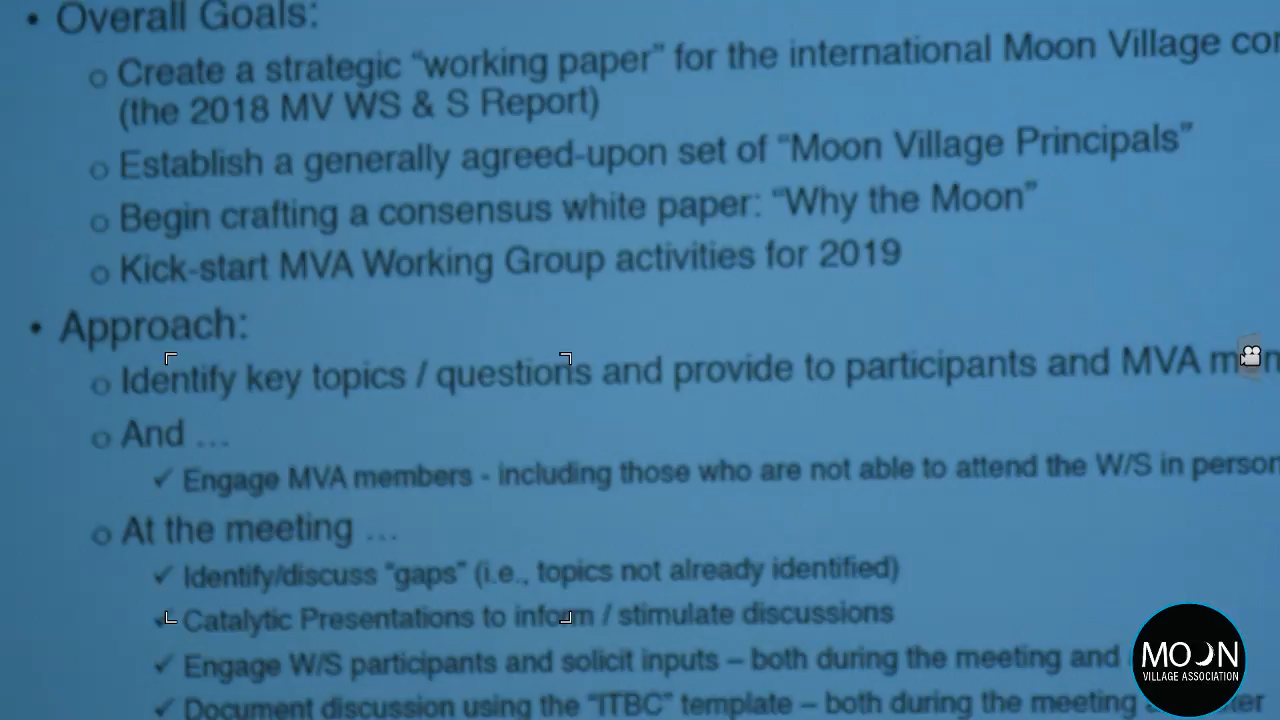 • Overall Goals:
o Create a strategic “working paper” for the international Moon Village
(the 2018 MV WS & S Report)
o Establish a generally agreed-upon set of “Moon Village Principals”
o Begin crafting a consensus white paper: “Why the Moon”
o Kick-start MVA Working Group activities for 2019
• Approach:
o Identify key topics / questions and provide to participants and MVA
o And …
✓ Engage MVA members - including those who are not able to attend the W/S in person
o At the meeting …
✓ Identify/discuss “gaps” (i.e., topics not already identified)
✓ Catalytic Presentations to inform / stimulate discussions
✓ Engage W/S participants and solicit inputs – both during the meeting and
✓ Document discussion using the “ITBC” template – both during the meeting
MOON
VILLAGE ASSOCIATION